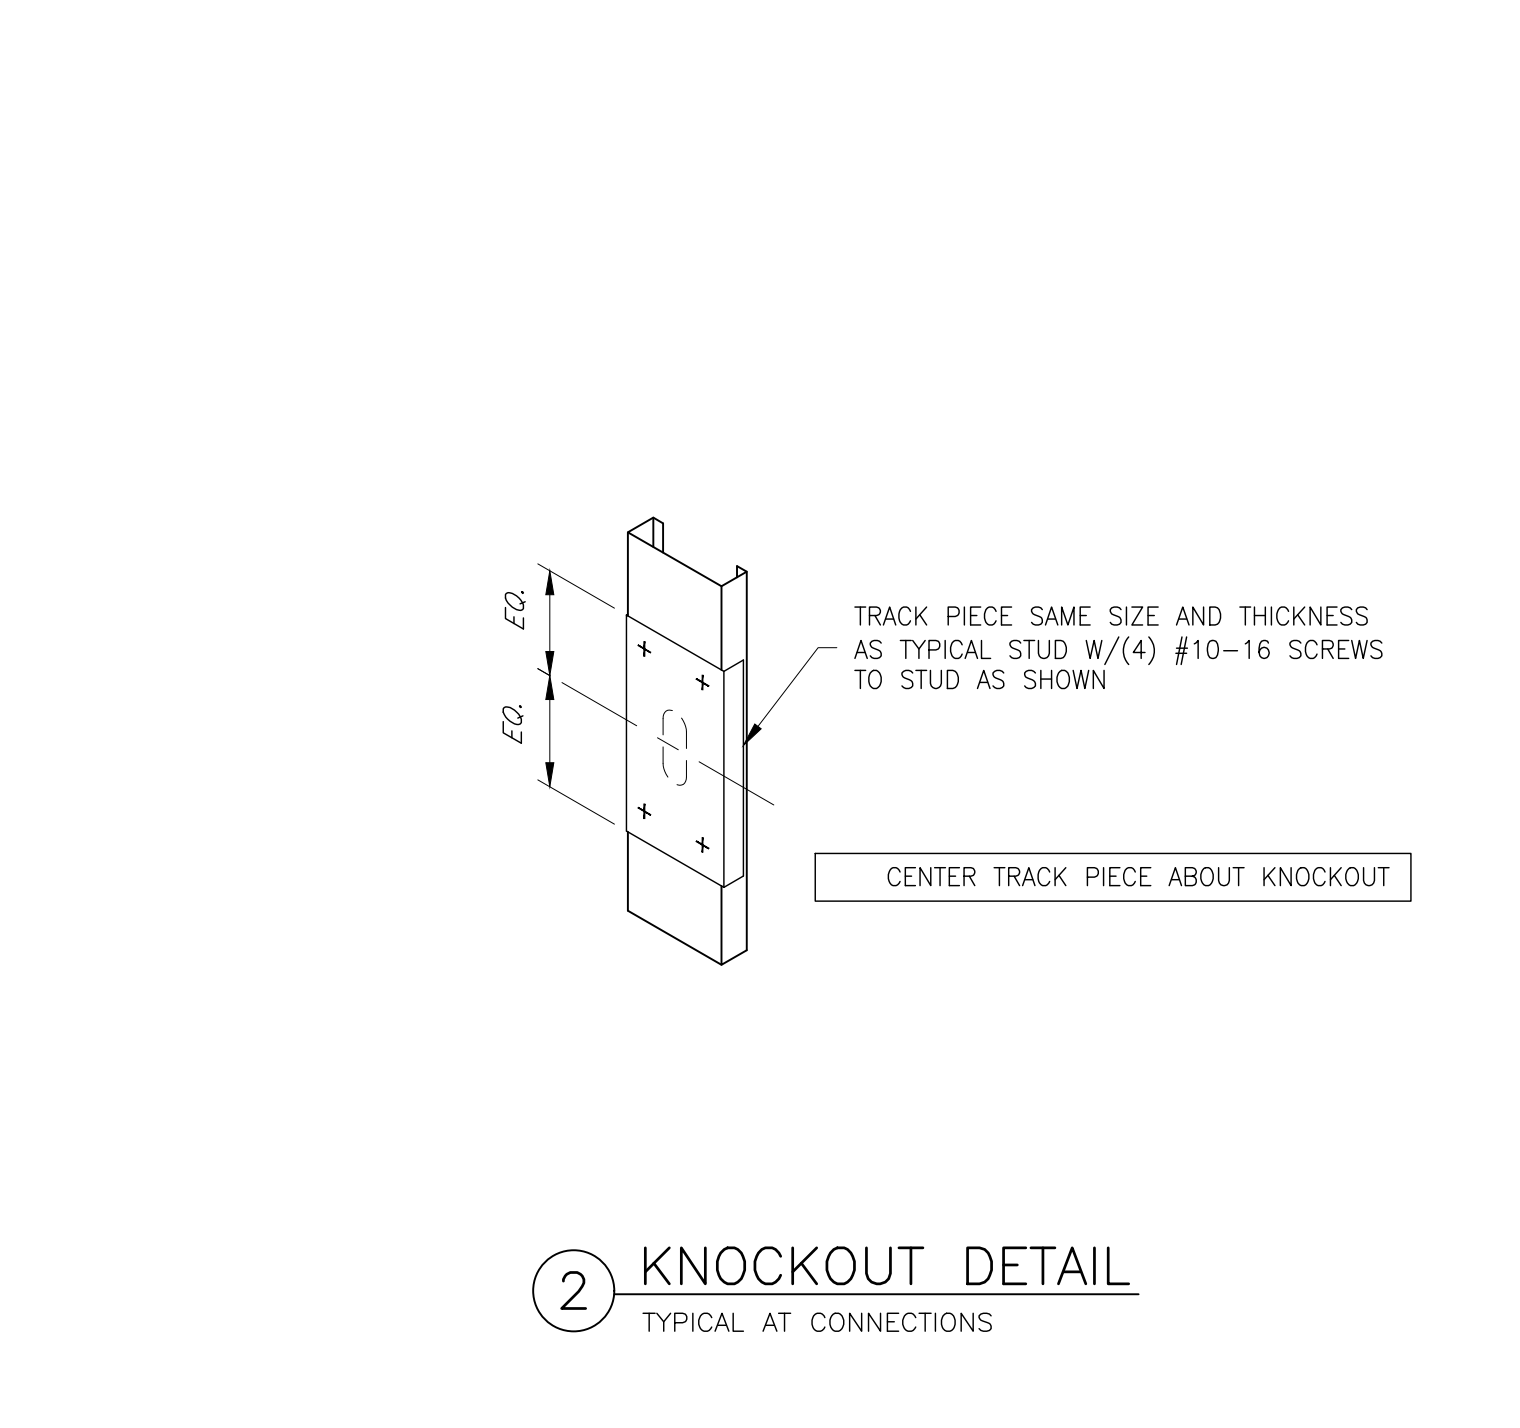 EQ.
EQ.
TRACK PIECE SAME SIZE AND THICKNESS
AS TYPICAL STUD W/(4) #10-16 SCREWS
TO STUD AS SHOWN
CENTER TRACK PIECE ABOUT KNOCKOUT
2
KNOCKOUT DETAIL
TYPICAL AT CONNECTIONS